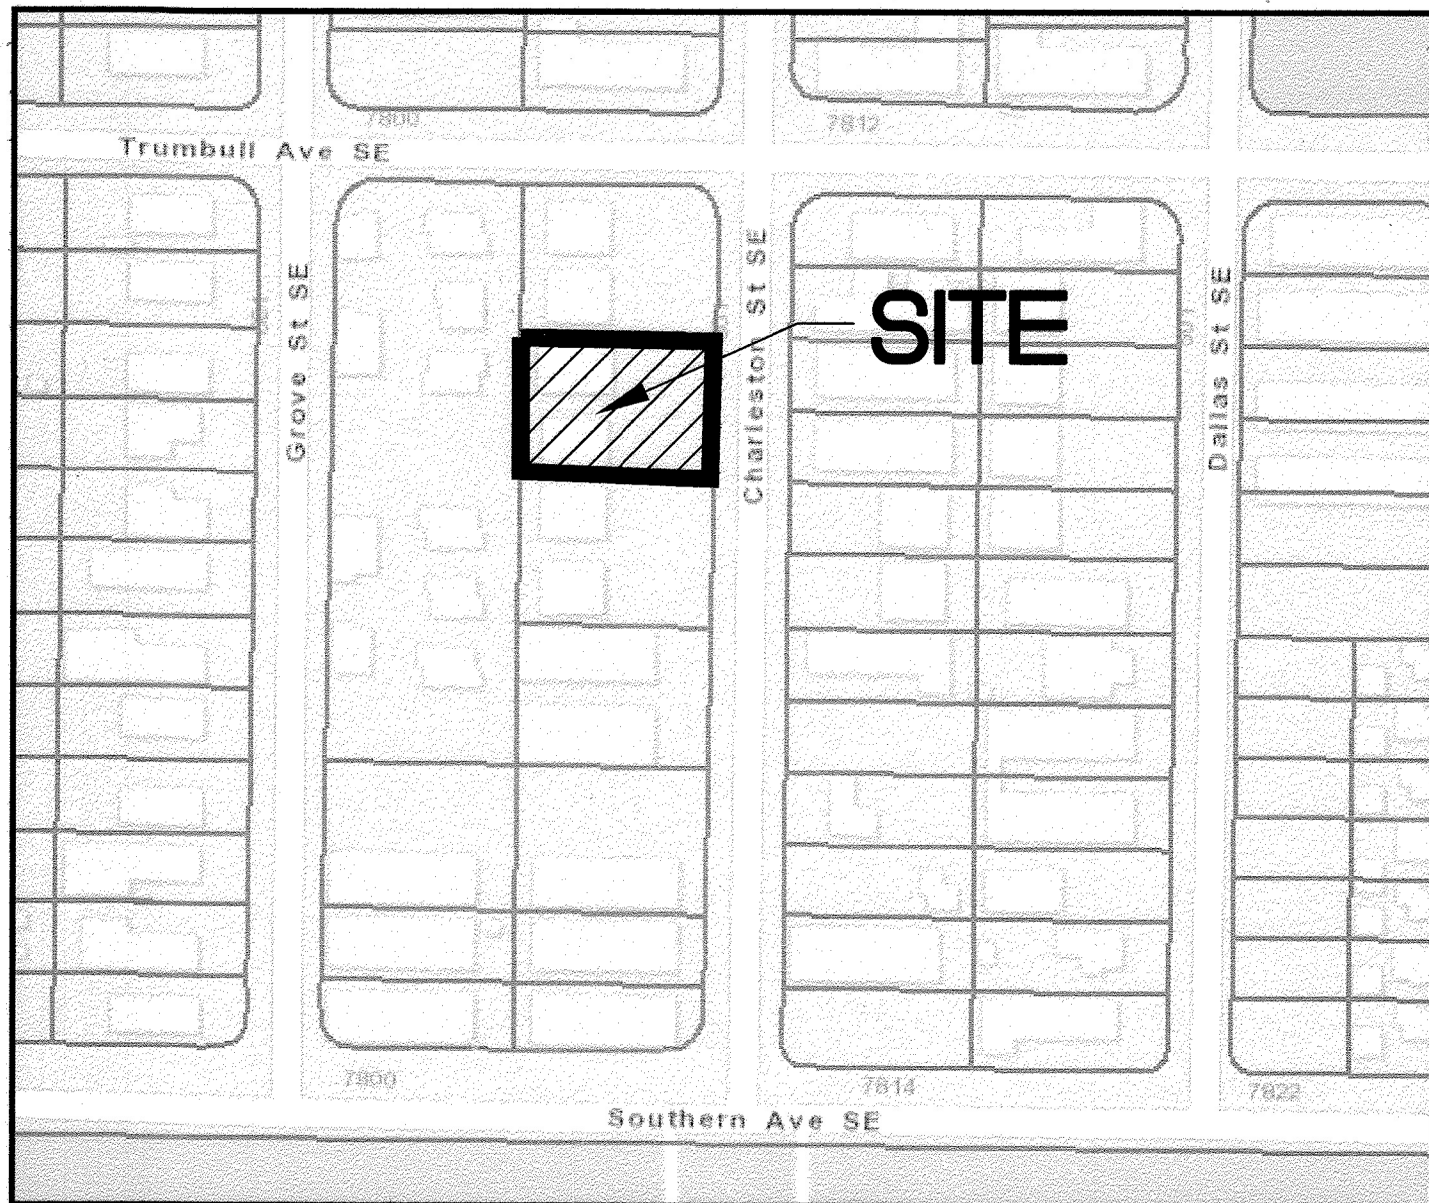 7800
7812
Trumbull Ave SE
Grove St SE
Charleston St SE
SITE
Dallas St SE
7800
7814
7822
Southern Ave SE